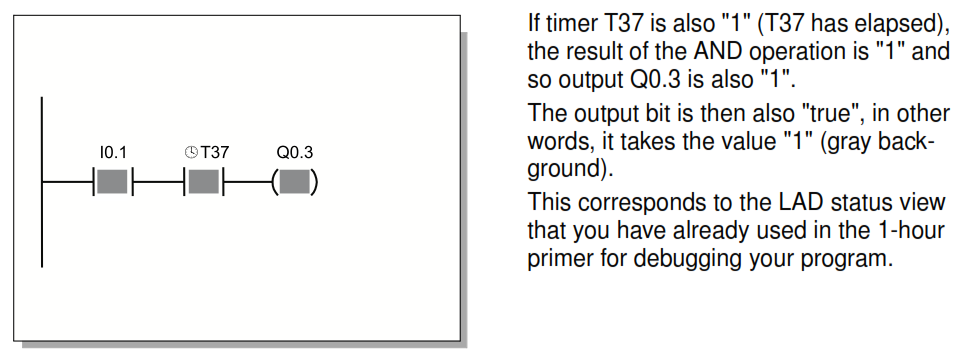 I0.1 T37 Q0.3
If timer T37 is also "1" (T37 has elapsed),
the result of the AND operation is "1" and
so output Q0.3 is also "1".
The output bit is then also "true", in other
words, it takes the value "1" (gray back-
ground).
This corresponds to the LAD status view
that you have already used in the 1-hour
primer for debugging your program.